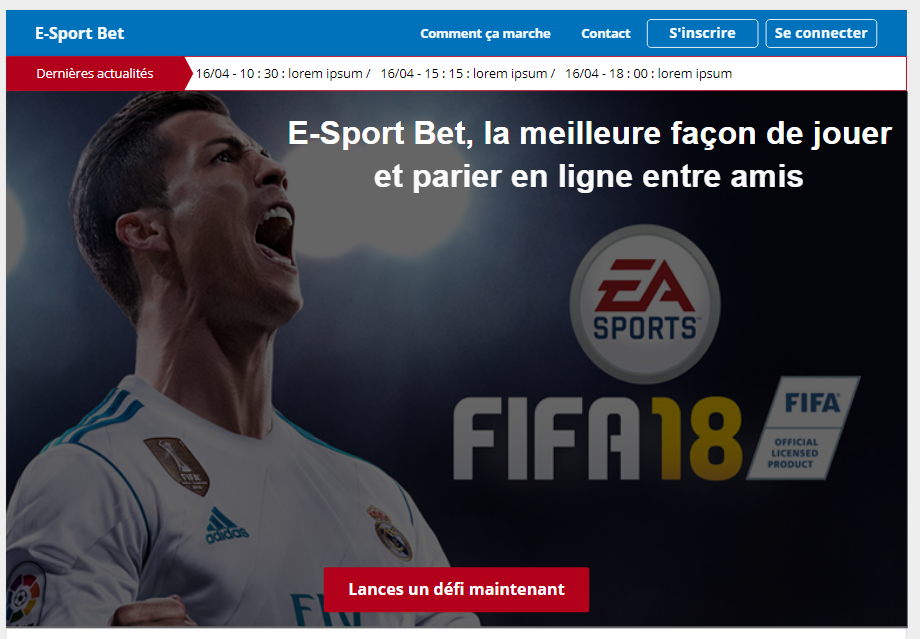 E-Sport Bet
Comment ça marche
Contact
S'inscrire
Se connecter
Dernières actualités
16/04 - 10 : 30 : lorem ipsum / 16/04 - 15 : 15 : lorem ipsum / 16/04 - 18 : 00 : lorem ipsum
E-Sport Bet, la meilleure façon de jouer
et parier en ligne entre amis
EA
SPORTS
FIFA 18
FIFA
OFFICIAL
LICENSED
PRODUCT
FIFA
adidas
Lances un défi maintenant